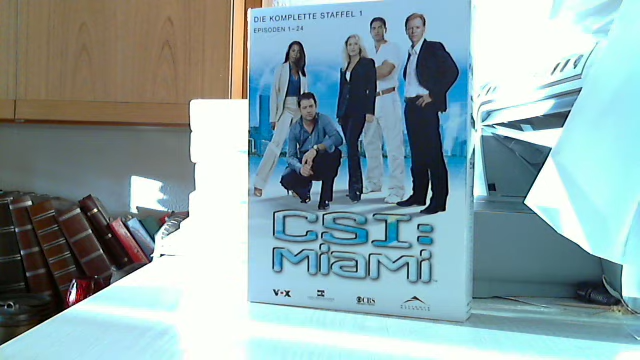 DIE KOMPLETTE STAFFEL 1
EPISODEN 1-24
CSI:
MIAMI
VOX
CBS